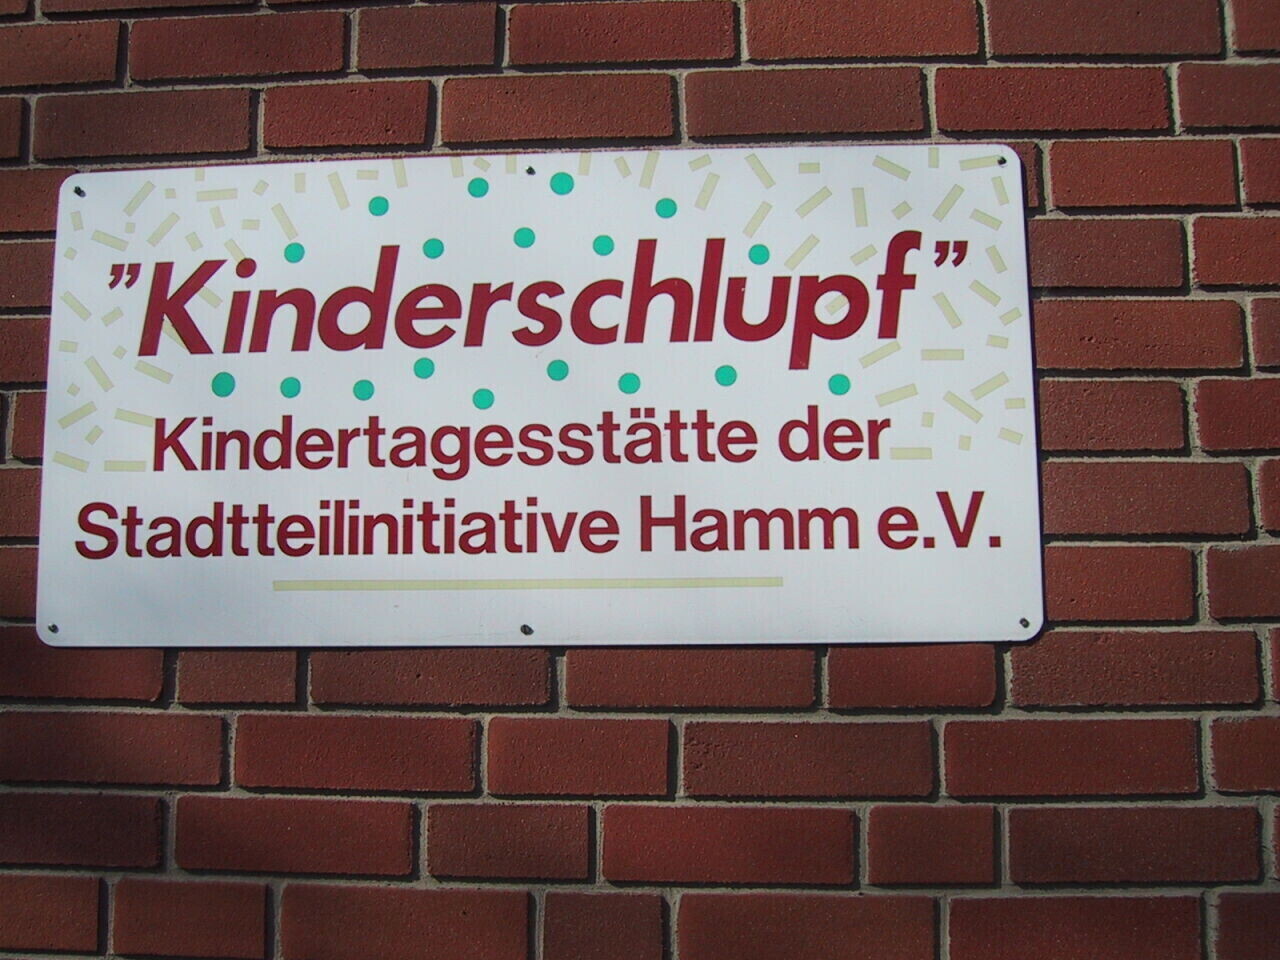 "Kinderschlupf"
Kindertagesstätte der
Stadtteilinitiative Hamm e.V.